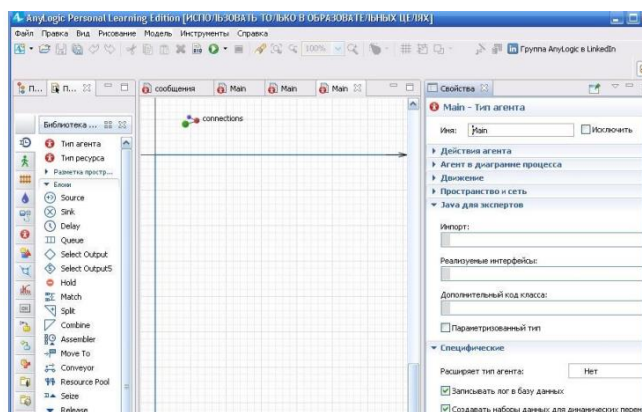 AnyLogic Personal Learning Edition [ИСПОЛЬЗОВАТЬ ТОЛЬКО В ОБРАЗОВАТЕЛЬНЫХ ЦЕЛЯХ]
Файл Правка Вид Рисование Модель Инструменты Справка
100% Группа AnyLogic в LinkedIn
П... П... сообщения Main Main Main Свойства
Main - Тип агента
Библиотека ... connections
Имя: Main Исключить
Тип агента
Тип ресурса
Разметка простр...
Блоки
Source
Sink
Delay
Queue
Select Output
Select Output5
Hold
Match
Split
Combine
Assembler
Move To
Conveyor
Resource Pool
Seize
Release
Действия агента
Агент в диаграмме процесса
Движение
Пространство и сеть
Java для экспертов
Импорт:
Реализуемые интерфейсы:
Дополнительный код класса:
Параметризованный тип
Специфические
Расширяет тип агента: Нет
Записывать лог в базу данных
Создавать наборы данных для динамических